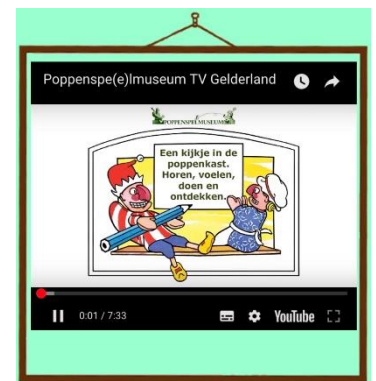 Poppenspe(e)lmuseum TV Gelderland
POPPENSPELMUSEUM
Een kijkje in de
poppenkast.
Horen, voelen,
doen en
ontdekken.
0:01 / 7:33
YouTube